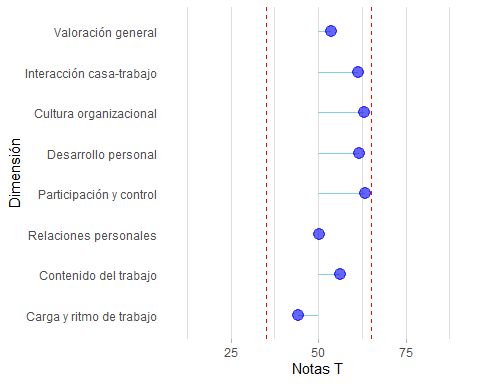 Valoración general
Interacción casa-trabajo
Cultura organizacional
Desarrollo personal
Participación y control
Relaciones personales
Contenido del trabajo
Carga y ritmo de trabajo
Dimensión
25 50 75
Notas T